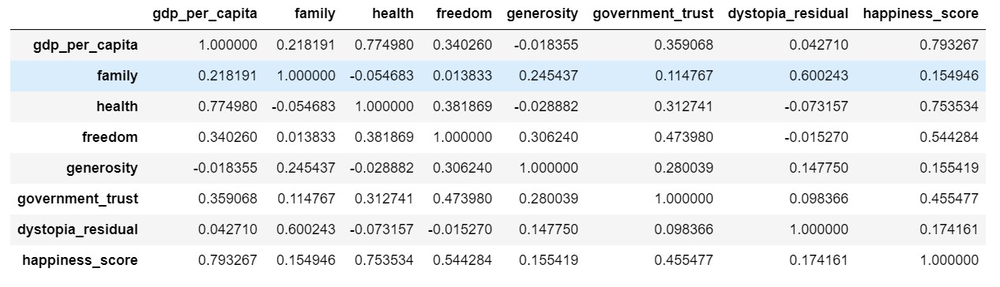 gdp_per_capita family health freedom generosity government_trust dystopia_residual happiness_score
gdp_per_capita 1.000000 0.218191 0.774980 0.340260 -0.018355 0.359068 0.042710 0.793267
family 0.218191 1.000000 -0.054683 0.013833 0.245437 0.114767 0.600243 0.154946
health 0.774980 -0.054683 1.000000 0.381869 -0.028882 0.312741 -0.073157 0.753534
freedom 0.340260 0.013833 0.381869 1.000000 0.306240 0.473980 -0.015270 0.544284
generosity -0.018355 0.245437 -0.028882 0.306240 1.000000 0.280039 0.147750 0.155419
government_trust 0.359068 0.114767 0.312741 0.473980 0.280039 1.000000 0.098366 0.455477
dystopia_residual 0.042710 0.600243 -0.073157 -0.015270 0.147750 0.098366 1.000000 0.174161
happiness_score 0.793267 0.154946 0.753534 0.544284 0.155419 0.455477 0.174161 1.000000